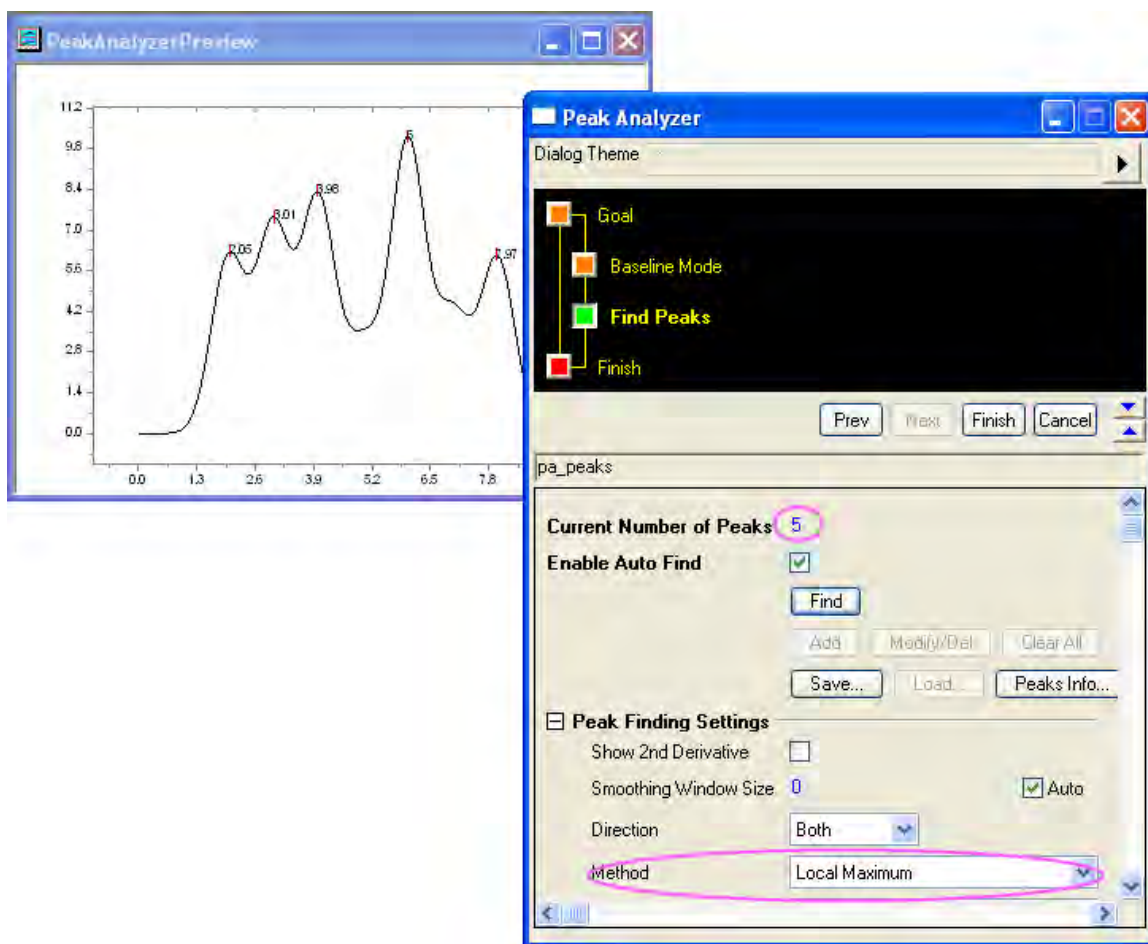 PeakAnalyzerPreview
11.2
9.8
8.4
7.0
5.6
4.2
2.8
1.4
0.0
2.05
3.01
3.98
6
7.97
0.0 1.3 2.6 3.9 5.2 6.5 7.8
Peak Analyzer
Dialog Theme
Goal
Baseline Mode
Find Peaks
Finish
Prev Next Finish Cancel
pa_peaks
Current Number of Peaks 5
Enable Auto Find
Find
Add Modify/Del Clear All
Save... Load... Peaks Info...
Peak Finding Settings
Show 2nd Derivative
Smoothing Window Size 0 Auto
Direction Both
Method Local Maximum